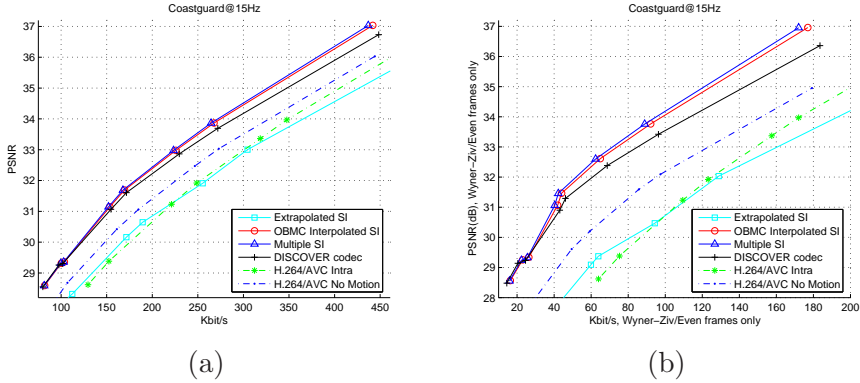 Coastguard@15Hz
37
36
35
34
33
32
31
30
29
PSNR
100 150 200 250 300 350 400 450
Kbit/s
Extrapolated SI
OBMC Interpolated SI
Multiple SI
DISCOVER codec
H.264/AVC Intra
H.264/AVC No Motion
(a)
Coastguard@15Hz
37
36
35
34
33
32
31
30
29
28
PSNR(dB), Wyner−Ziv/Even frames only
20 40 60 80 100 120 140 160 180 200
Kbit/s, Wyner−Ziv/Even frames only
Extrapolated SI
OBMC Interpolated SI
Multiple SI
DISCOVER codec
H.264/AVC Intra
H.264/AVC No Motion
(b)